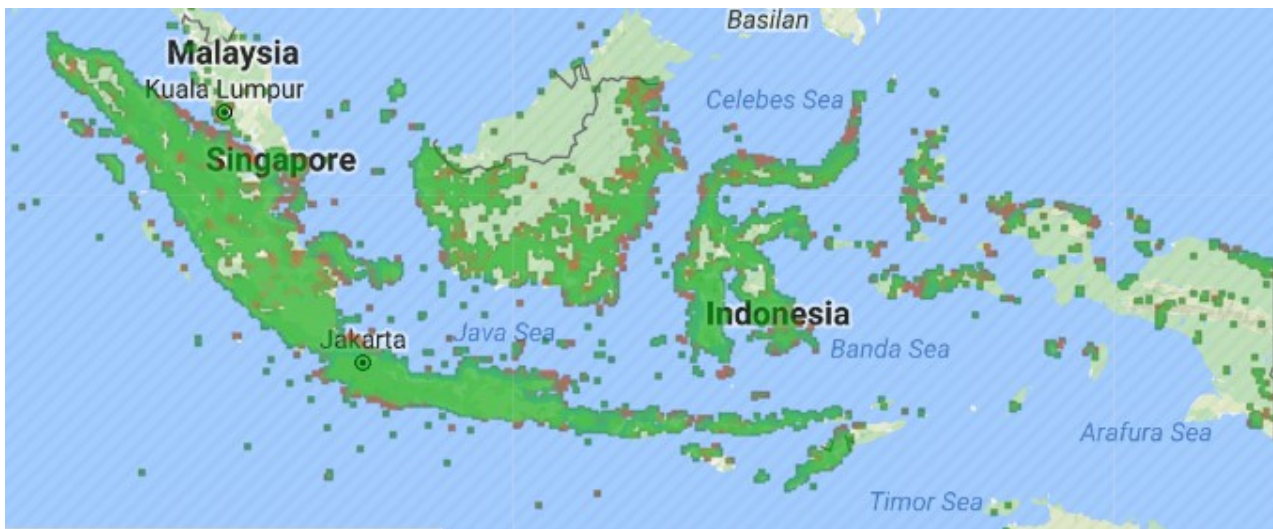 Basilan
Malaysia
Kuala Lumpur
Celebes Sea
Singapore
Indonesia
Java Sea
Jakarta
Banda Sea
Arafura Sea
Timor Sea